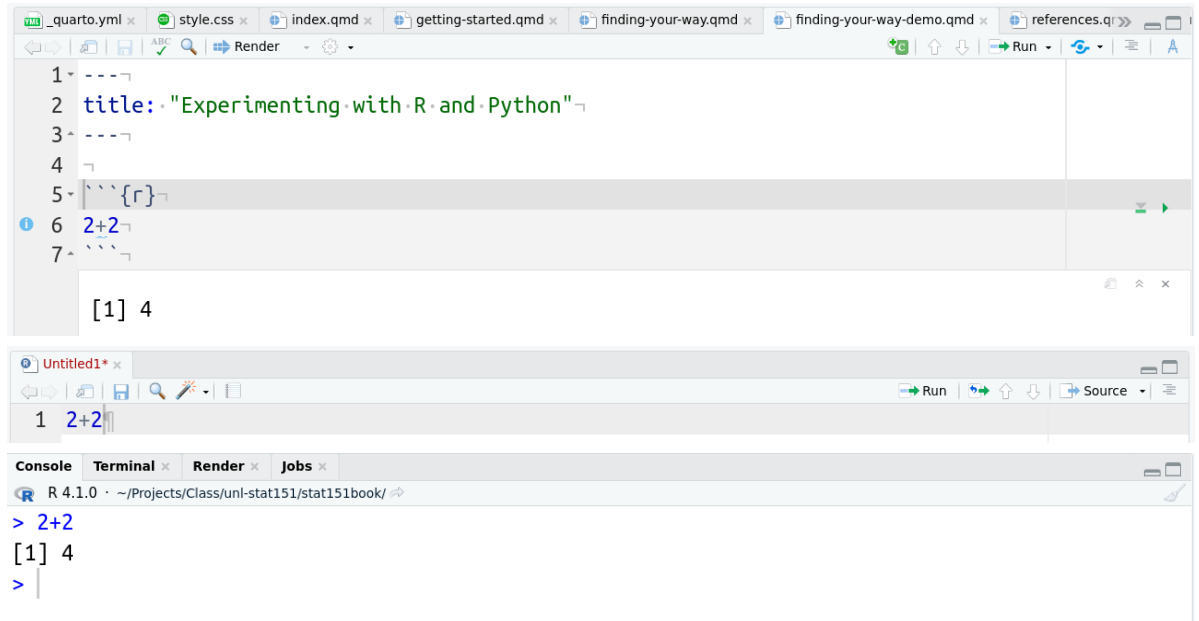 _quarto.yml × style.css × index.qmd × getting-started.qmd × finding-your-way.qmd × finding-your-way-demo.qmd × references.q
ABC Render Run
1 ---
2 title: "Experimenting with R and Python"
3 ---
4
5 ```{r}
6 2+2
7 ```
[1] 4
Untitled1* ×
Run Source
1 2+2
Console Terminal × Render × Jobs ×
R 4.1.0 · ~/Projects/Class/unl-stat151/stat151book/
> 2+2
[1] 4
>